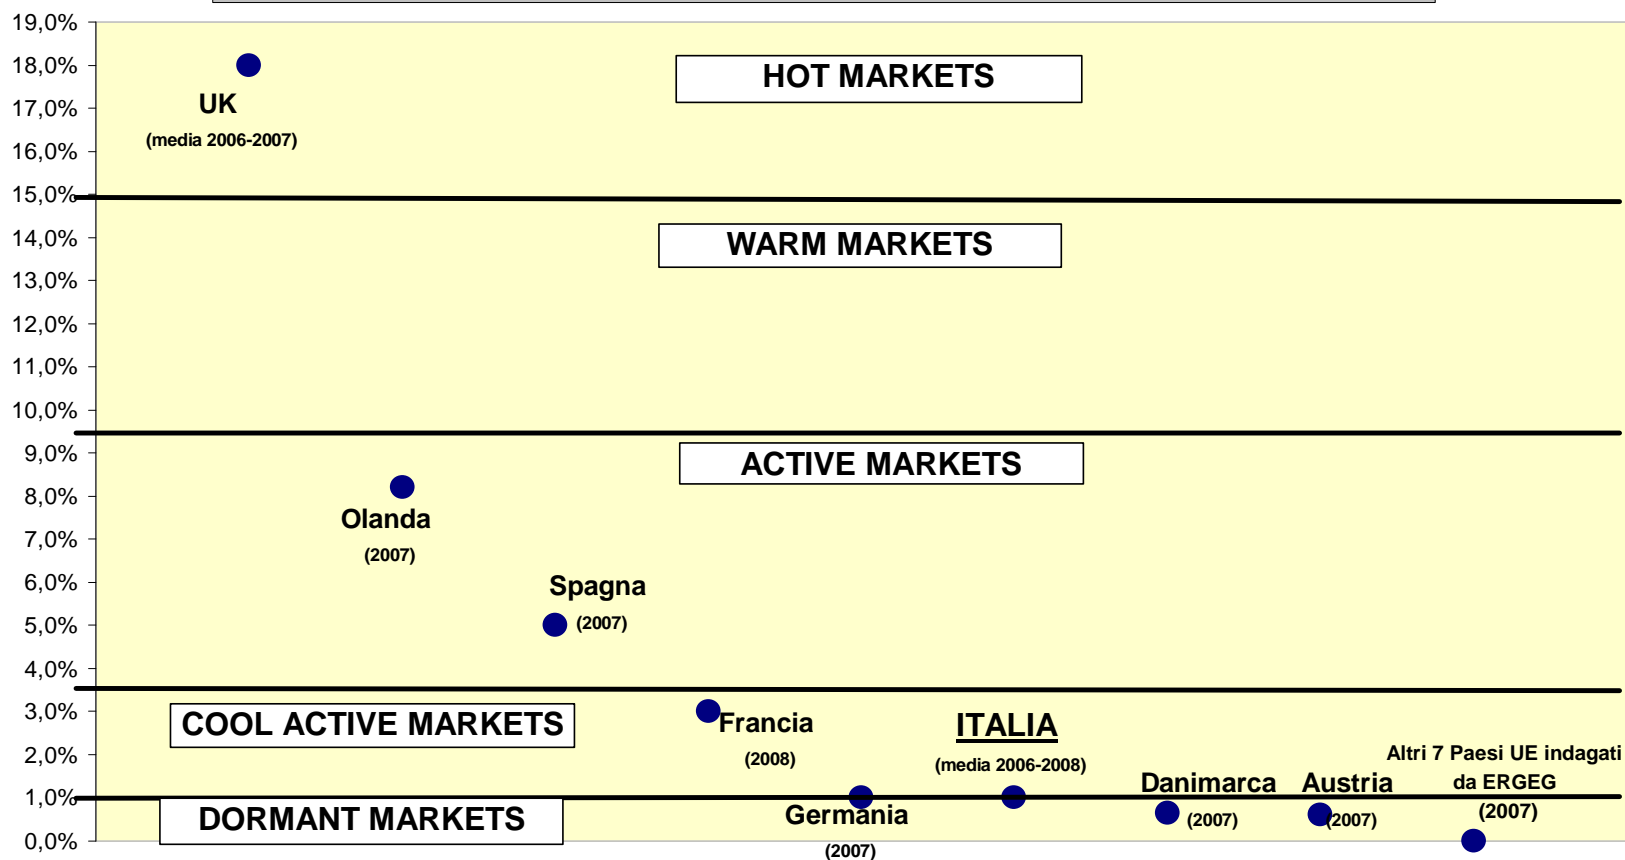 19,0%
18,0%
HOT MARKETS
UK
17,0%
(media 2006-2007)
16,0%
15,0%
14,0%
WARM MARKETS
13,0%
12,0%
11,0%
10,0%
9,0%
ACTIVE MARKETS
8,0%
Olanda
7,0%
(2007)
6,0%
Spagna
5,0%
(2007)
4,0%
3,0%
COOL ACTIVE MARKETS
Francia
ITALIA
2,0%
(2008)
(media 2006-2008)
Altri 7 Paesi UE indagati
da ERGEG
(2007)
1,0%
Danimarca
(2007)
Austria
(2007)
DORMANT MARKETS
Germania
(2007)
0,0%